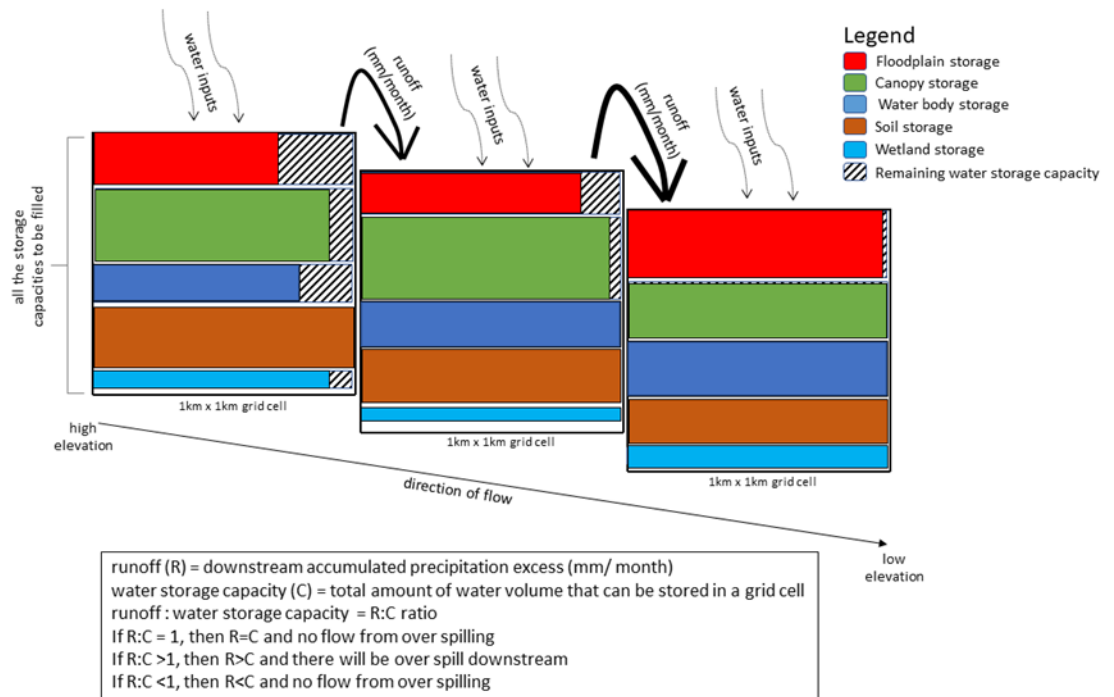 water inputs
runoff
(mm/month)
water inputs
runoff
(mm/month)
water inputs
Legend
Floodplain storage
Canopy storage
Water body storage
Soil storage
Wetland storage
Remaining water storage capacity
all the storage
capacities to be filled
1km x 1km grid cell
1km x 1km grid cell
1km x 1km grid cell
high
elevation
direction of flow
low
elevation
runoff (R) = downstream accumulated precipitation excess (mm/ month)
water storage capacity (C) = total amount of water volume that can be stored in a grid cell
runoff : water storage capacity = R:C ratio
If R:C = 1, then R=C and no flow from over spilling
If R:C >1, then R>C and there will be over spill downstream
If R:C <1, then R<C and no flow from over spilling